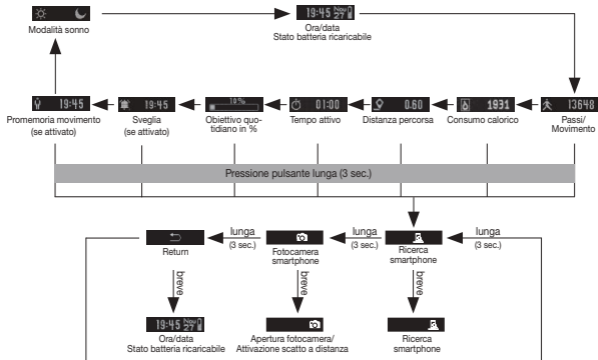 19:45 Nov 27
Modalità sonno
Ora/data
Stato batteria ricaricabile
19:45
19:45
10%
01:00
0.60
1831
13648
Promemoria movimento
(se attivato)
Sveglia
(se attivato)
Obiettivo quo-
tidiano in %
Tempo attivo
Distanza percorsa
Consumo calorico
Passi/
Movimento
Pressione pulsante lunga (3 sec.)
lunga
(3 sec.)
lunga
(3 sec.)
lunga
(3 sec.)
Return
Fotocamera
smartphone
Ricerca
smartphone
breve
breve
breve
19:45 Nov 27
Ora/data
Stato batteria ricaricabile
Apertura fotocamera/
Attivazione scatto a distanza
Ricerca
smartphone